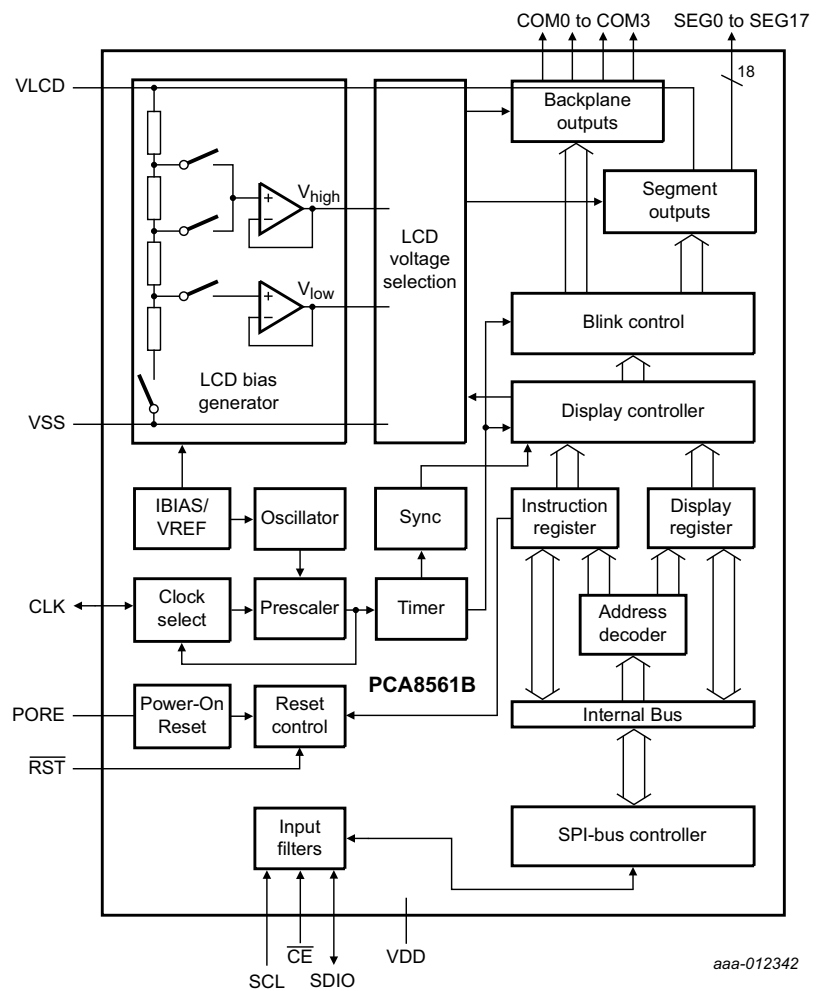 COM0 to COM3 SEG0 to SEG17
18
VLCD
Backplane
outputs
Segment
outputs
Vhigh
LCD
voltage
selection
Vlow
Blink control
LCD bias
generator
Display controller
VSS
IBIAS/
VREF
Oscillator
Sync
Instruction
register
Display
register
CLK
Clock
select
Prescaler
Timer
Address
decoder
PCA8561B
PORE
Power-On
Reset
Reset
control
Internal Bus
RST
Input
filters
SPI-bus controller
CE
VDD
SCL
SDIO
aaa-012342